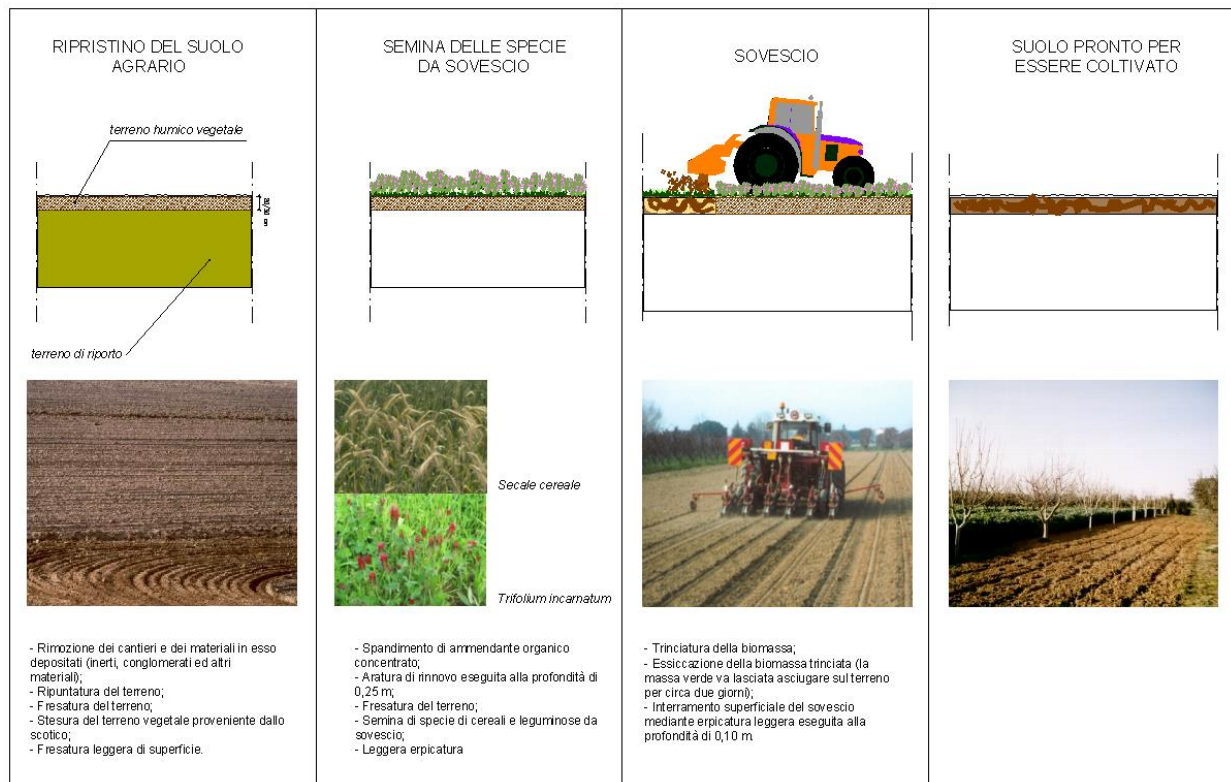 RIPRISTINO DEL SUOLO
AGRARIO
terreno humico vegetale
terreno di riporto
- Rimozione dei cantieri e dei materiali in esso
depositati (inerti, conglomerati ed altri
materiali);
- Ripuntatura del terreno;
- Fresatura del terreno;
- Stesura del terreno vegetale proveniente dallo
scotico;
- Fresatura leggera di superficie.
SEMINA DELLE SPECIE
DA SOVESCIO
Secale cereale
Trifolium incarnatum
- Spandimento di ammendante organico
concentrato;
- Aratura di rinnovo eseguita alla profondità di
0,25 m;
- Fresatura del terreno;
- Semina di specie di cereali e leguminose da
sovescio;
- Leggera erpicatura
SOVESCIO
- Trinciatura della biomassa;
- Essiccazione della biomassa trinciata (la
massa verde va lasciata asciugare sul terreno
per circa due giorni);
- Interramento superficiale del sovescio
mediante erpicatura leggera eseguita alla
profondità di 0,10 m.
SUOLO PRONTO PER
ESSERE COLTIVATO